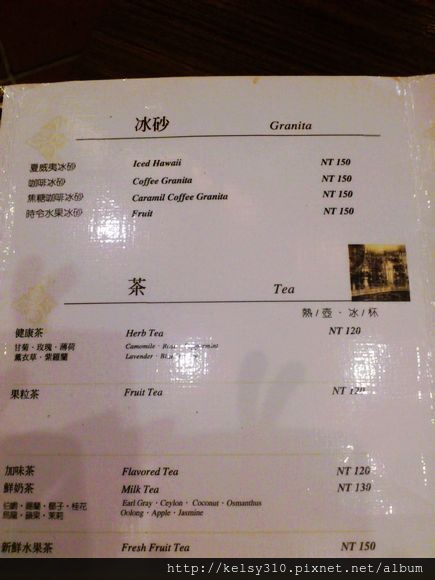 冰砂 Granita
夏威夷冰砂 Iced Hawaii NT 150
咖啡冰砂 Coffee Granita NT 150
焦糖咖啡冰砂 Caramil Coffee Granita NT 150
時令水果冰砂 Fruit NT 150
茶 Tea
熱/壺、冰/杯
健康茶 Herb Tea NT 120
甘菊、玫瑰、薄荷 Camomile
薰衣草、紫羅蘭 Lavender
果粒茶 Fruit Tea NT 120
加味茶 Flavored Tea NT 120
鮮奶茶 Milk Tea NT 130
伯爵、錫蘭、椰子、桂花 Earl Gray、Ceylon、Coconut、Osmanthus
烏龍、蘋果、茉莉 Oolong、Apple、Jasmine
新鮮水果茶 Fresh Fruit Tea NT 150
http://kelsy310.pixnet.net/album